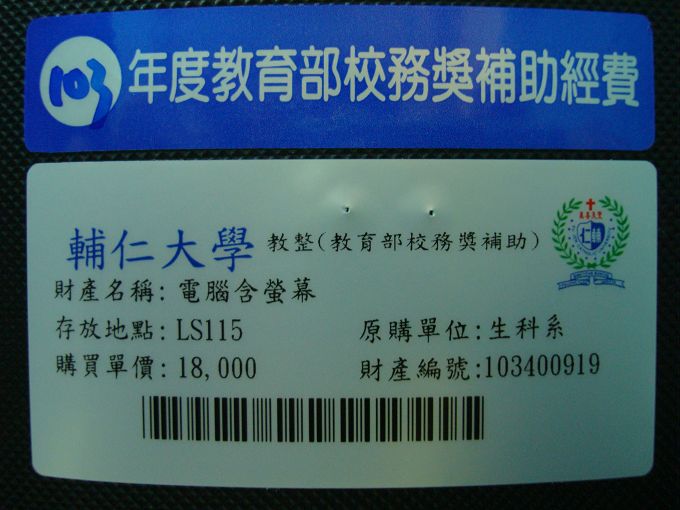 103年度教育部校務獎補助經費
輔仁大學 教整(教育部校務獎補助)
財產名稱: 電腦含螢幕
存放地點: LS115 原購單位:生科系
購買單價: 18,000 財產編號:103400919